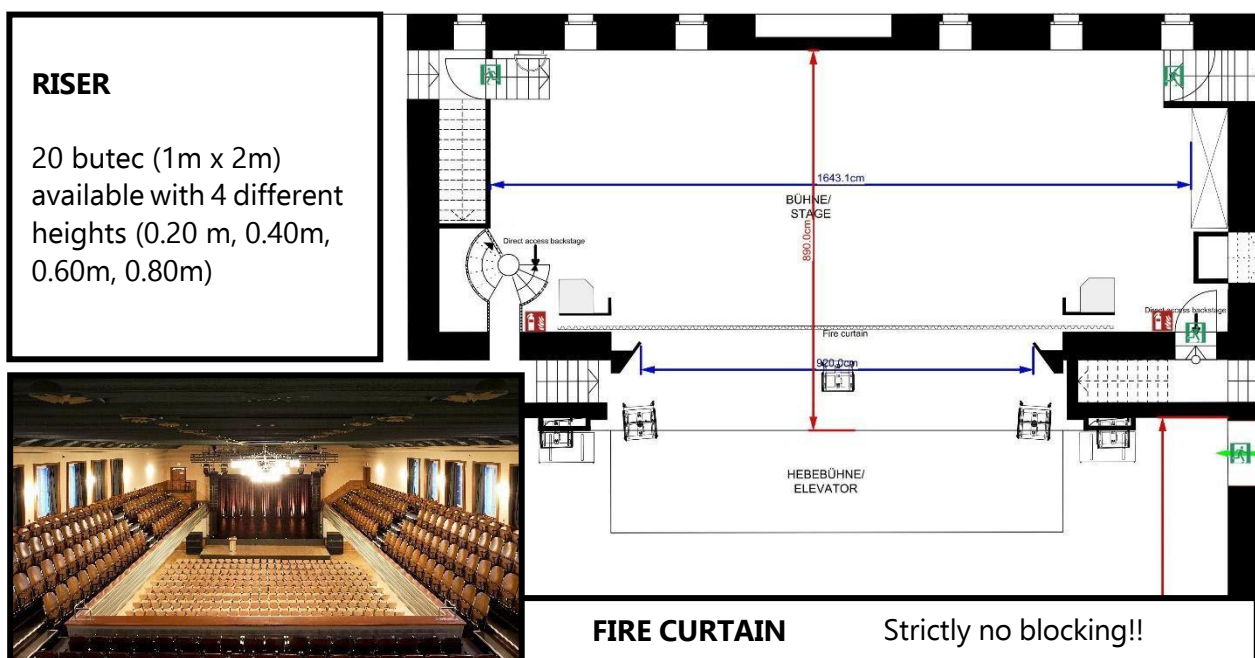 RISER
20 butec (1m x 2m)
available with 4 different
heights (0.20 m, 0.40m,
0.60m, 0.80m)
1643.1cm
BÜHNE/
STAGE
890.0cm
Direct access backstage
Direct access backstage
Fire curtain
920.0cm
HEBEBÜHNE/
ELEVATOR
FIRE CURTAIN Strictly no blocking!!